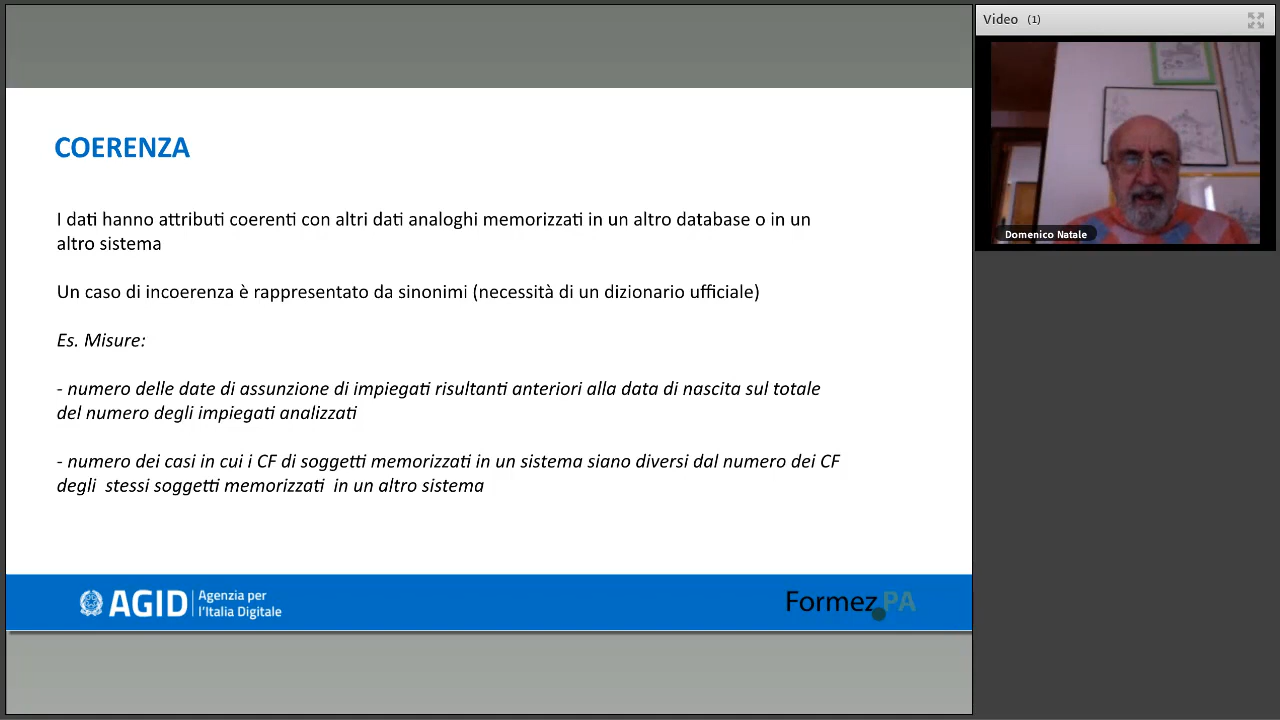 Video (1)
Domenico Natale
COERENZA
I dati hanno attributi coerenti con altri dati analoghi memorizzati in un altro database o in un
altro sistema
Un caso di incoerenza è rappresentato da sinonimi (necessità di un dizionario ufficiale)
Es. Misure:
- numero delle date di assunzione di impiegati risultanti anteriori alla data di nascita sul totale
del numero degli impiegati analizzati
- numero dei casi in cui i CF di soggetti memorizzati in un sistema siano diversi dal numero dei CF
degli stessi soggetti memorizzati in un altro sistema
AGID Agenzia per
l'Italia Digitale
Formez.PA